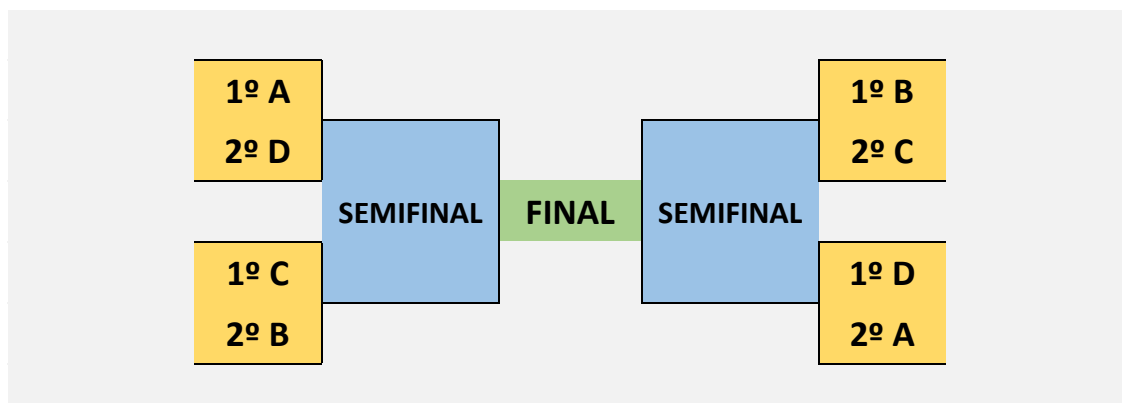 1º A
2º D
1º C
2º B
SEMIFINAL
FINAL
SEMIFINAL
1º B
2º C
1º D
2º A